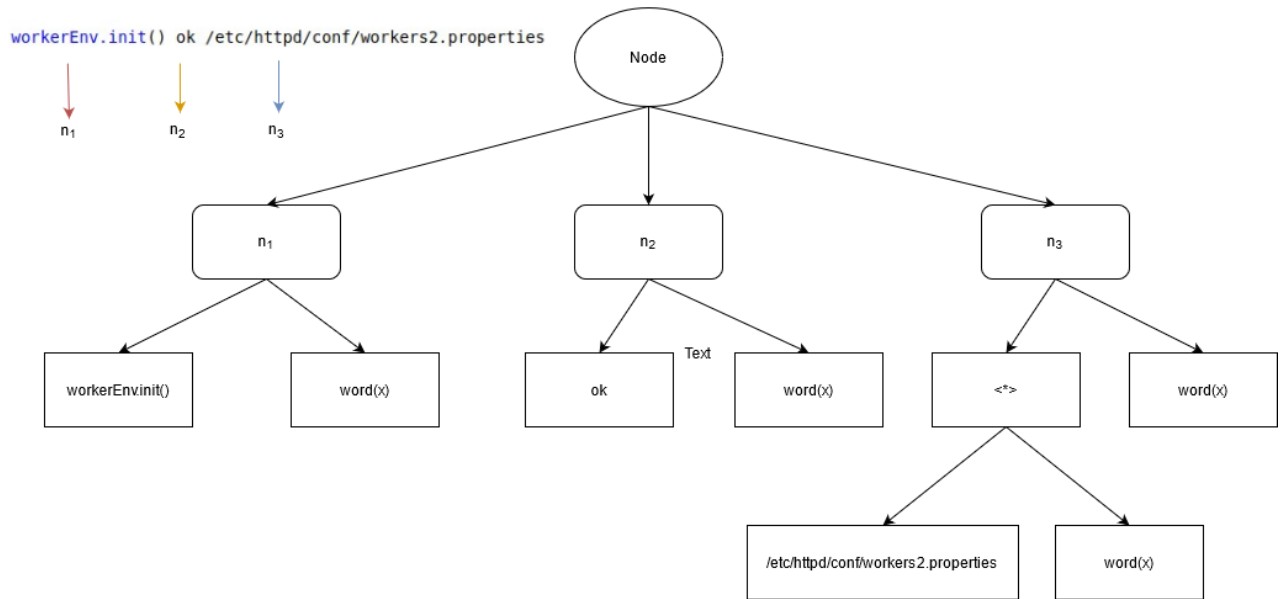 workerEnv.init() ok /etc/httpd/conf/workers2.properties
n₁
n₂
n₃
Node
n₁
n₂
n₃
workerEnv.init()
word(x)
ok
Text
word(x)
<*>
word(x)
/etc/httpd/conf/workers2.properties
word(x)